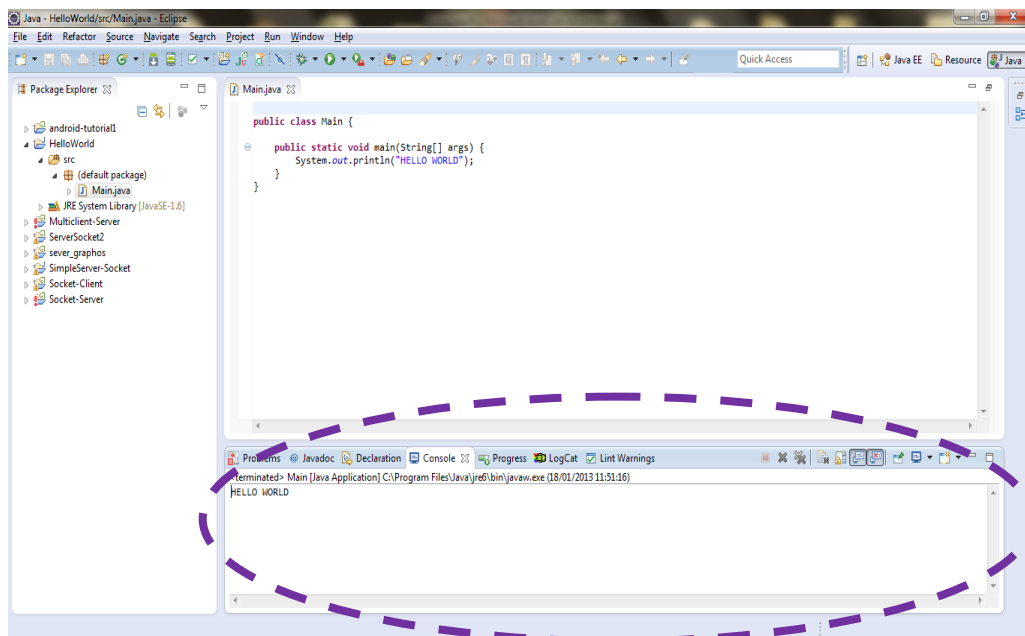 Java - HelloWorld/src/Main.java - Eclipse
File Edit Refactor Source Navigate Search Project Run Window Help
Quick Access
Java EE
Resource
Java
Package Explorer
android-tutorial1
HelloWorld
src
(default package)
Main.java
JRE System Library [JavaSE-1.6]
Multiclient-Server
ServerSocket2
sever_graphos
SimpleServer-Socket
Socket-Client
Socket-Server
Main.java
public class Main {
public static void main(String[] args) {
System.out.println("HELLO WORLD");
}
}
Problems @ Javadoc Declaration Console Progress LogCat Lint Warnings
<terminated> Main [Java Application] C:\Program Files\Java\jre6\bin\javaw.exe (18/01/2013 11:51:16)
HELLO WORLD